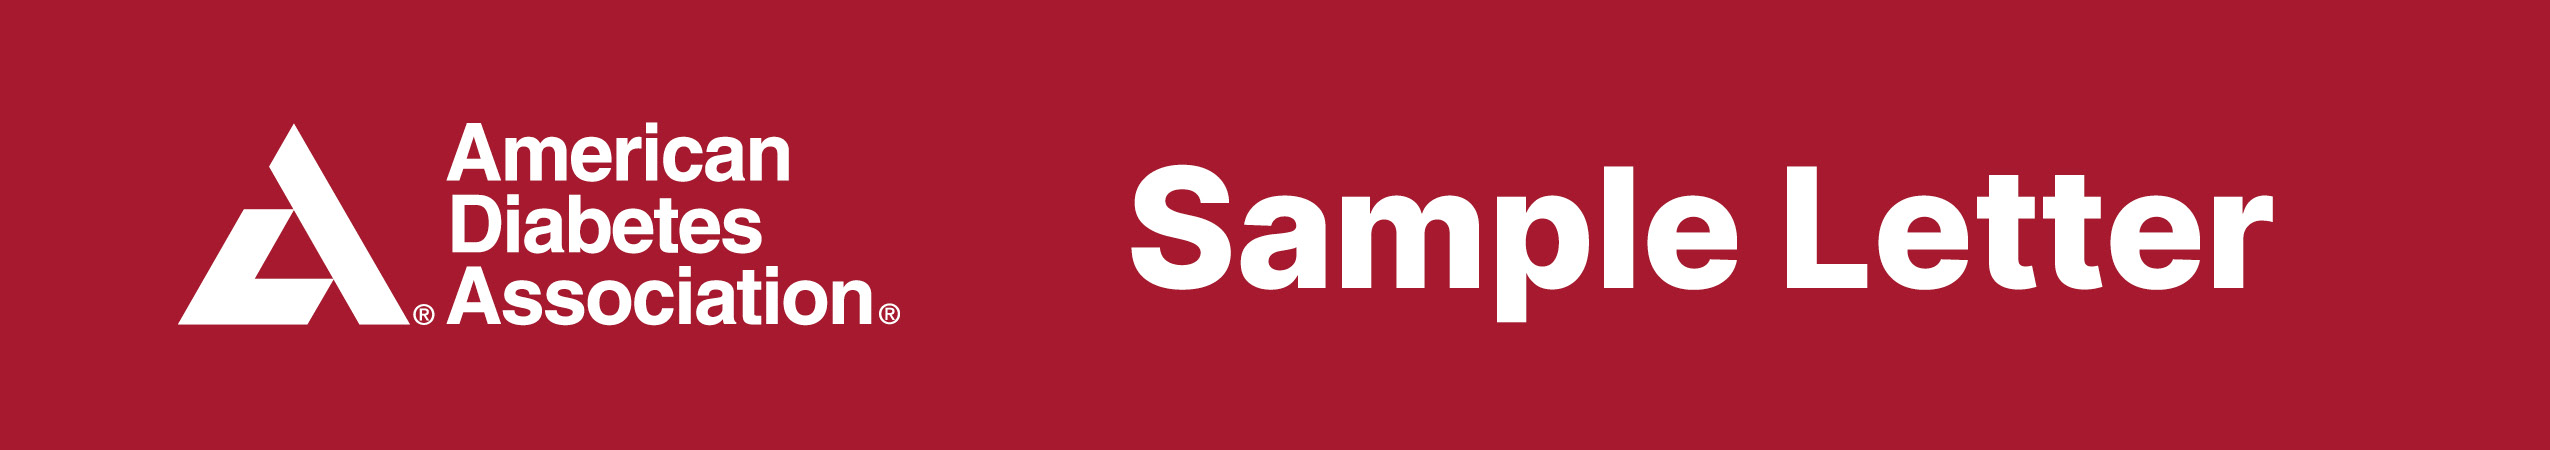 American
Diabetes
® Association®
Sample Letter